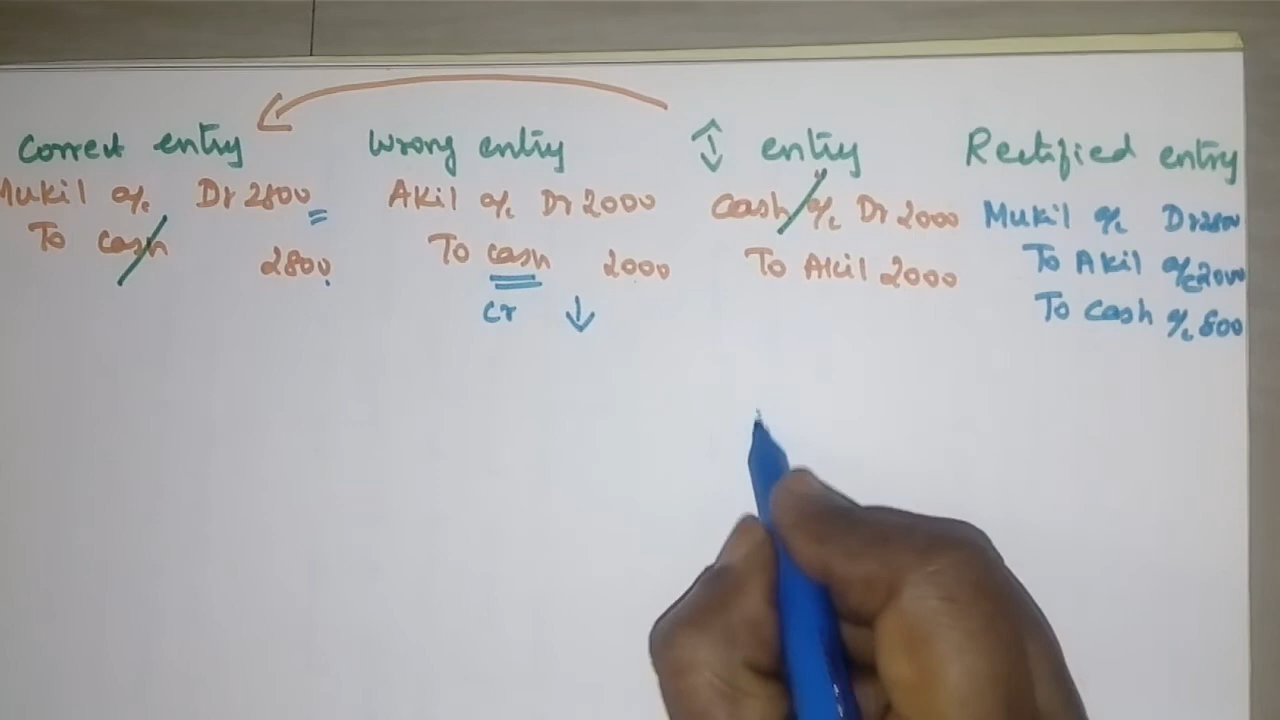 Correct entry
Mukil a/c Dr 2800
To cash
2800
Wrong entry
Akil a/c Dr 2000
To cash 2000
cr ↓
↕ entry
Cash a/c Dr 2000
To Akil 2000
Rectified entry
Mukil a/c Dr 2800
To Akil a/c 2000
To cash a/c 800